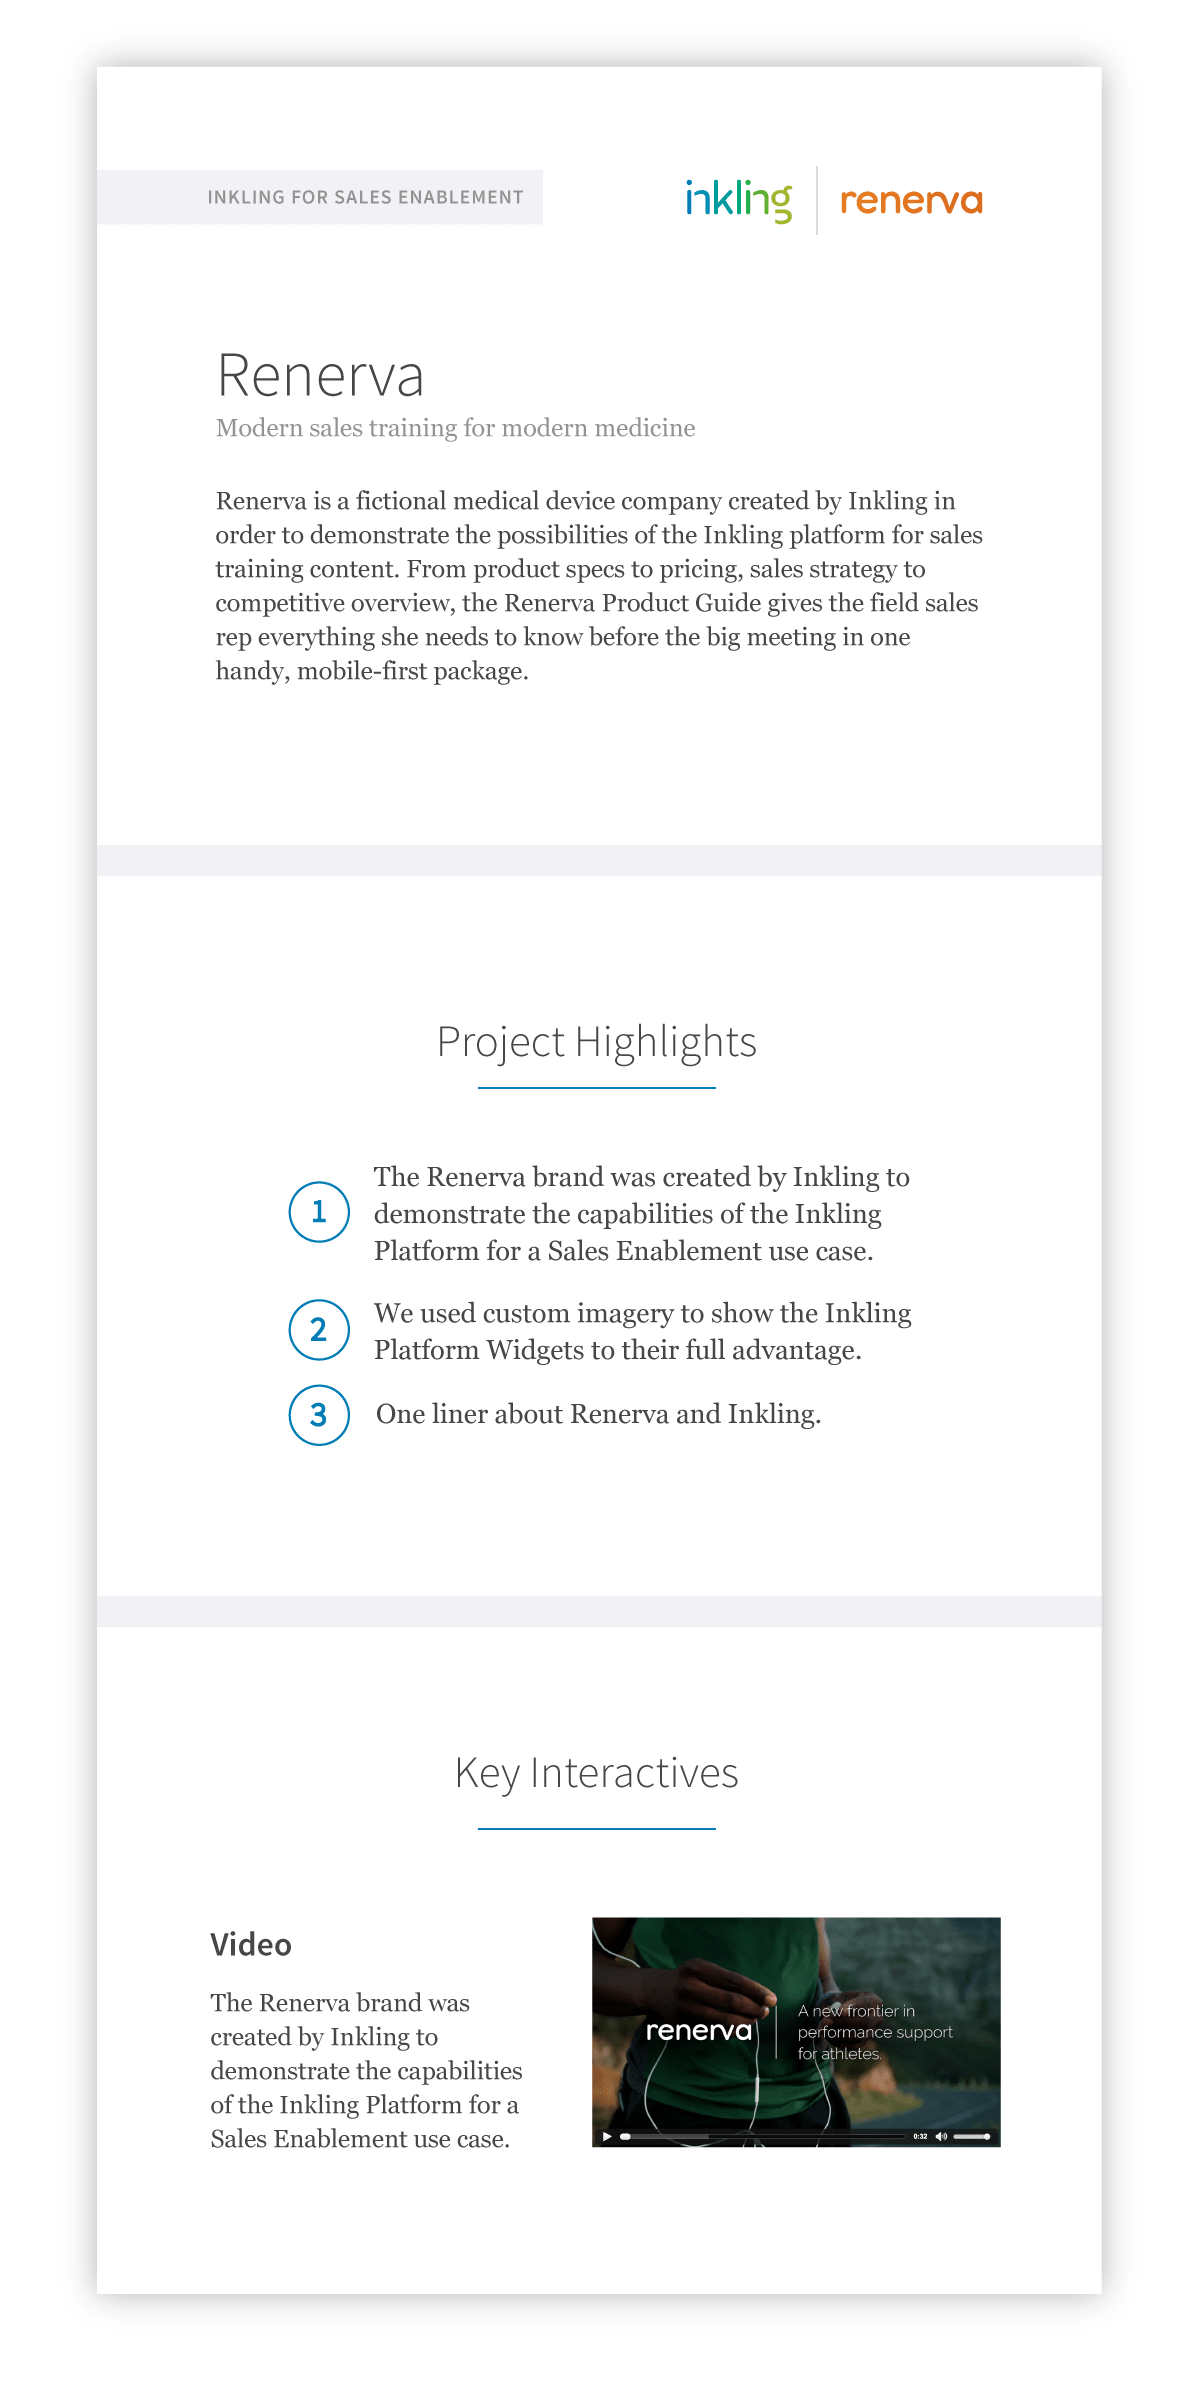 INKLING FOR SALES ENABLEMENT
inkling
renerva
Renerva
Modern sales training for modern medicine
Renerva is a fictional medical device company created by Inkling in
order to demonstrate the possibilities of the Inkling platform for sales
training content. From product specs to pricing, sales strategy to
competitive overview, the Renerva Product Guide gives the field sales
rep everything she needs to know before the big meeting in one
handy, mobile-first package.
Project Highlights
1
The Renerva brand was created by Inkling to
demonstrate the capabilities of the Inkling
Platform for a Sales Enablement use case.
2
We used custom imagery to show the Inkling
Platform Widgets to their full advantage.
3
One liner about Renerva and Inkling.
Key Interactives
Video
The Renerva brand was
created by Inkling to
demonstrate the capabilities
of the Inkling Platform for a
Sales Enablement use case.
renerva
A new frontier in
performance support
for athletes.
0:32